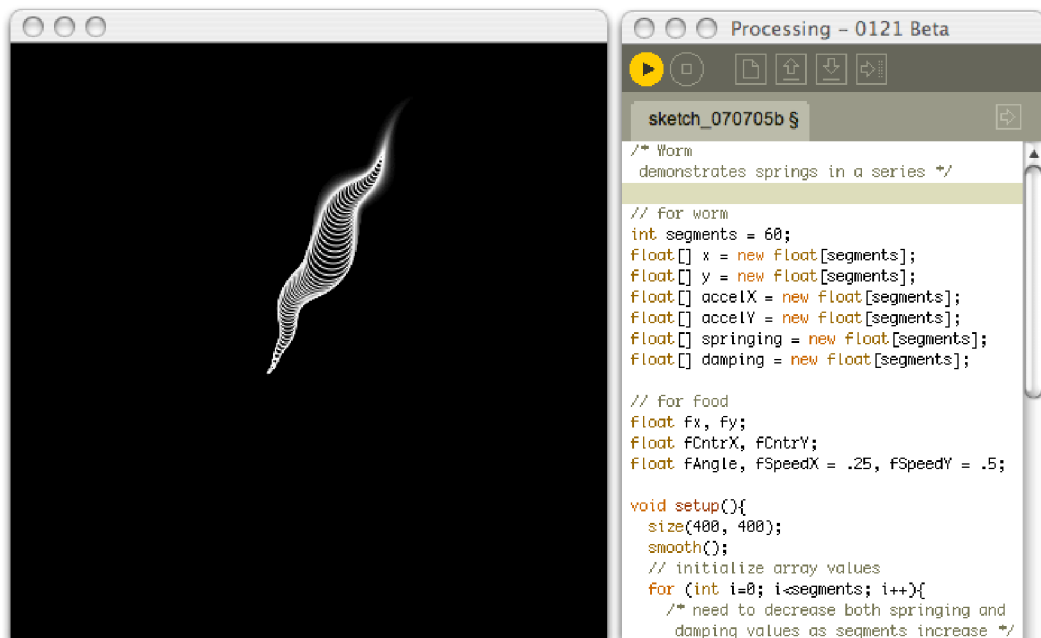 Processing – 0121 Beta
sketch_070705b §
/* Worm
demonstrates springs in a series */
// for worm
int segments = 60;
float[] x = new float[segments];
float[] y = new float[segments];
float[] accelX = new float[segments];
float[] accelY = new float[segments];
float[] springing = new float[segments];
float[] damping = new float[segments];
// for food
float fx, fy;
float fCntrX, fCntrY;
float fAngle, fSpeedX = .25, fSpeedY = .5;
void setup(){
size(400, 400);
smooth();
// initialize array values
for (int i=0; i<segments; i++){
/* need to decrease both springing and
damping values as segments increase */